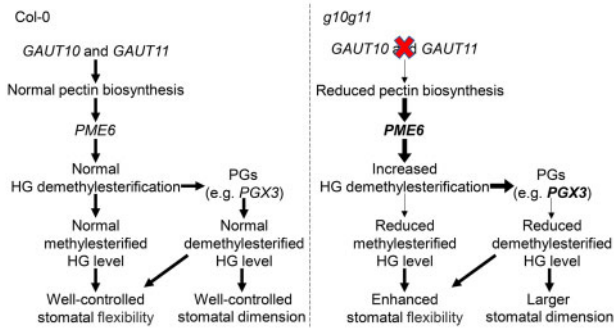 Col-0
GAUT10 and GAUT11
Normal pectin biosynthesis
PME6
Normal
HG demethylesterification
PGs
(e.g. PGX3)
Normal
methylesterified
HG level
Normal
demethylesterified
HG level
Well-controlled
stomatal flexibility
Well-controlled
stomatal dimension
g10g11
GAUT10 and GAUT11
Reduced pectin biosynthesis
PME6
Increased
HG demethylesterification
PGs
(e.g. PGX3)
Reduced
methylesterified
HG level
Reduced
demethylesterified
HG level
Enhanced
stomatal flexibility
Larger
stomatal dimension